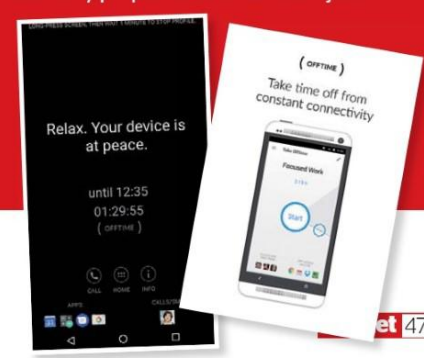 LONG-PRESS SCREEN, THEN WAIT 1 MINUTE TO STOP PROFILE.
Relax. Your device is
at peace.
until 12:35
01:29:55
( OFFTIME )
CALL HOME INFO
APPS
( OFFTIME )
Take time off from
constant connectivity
Focused Work
Start
et 47